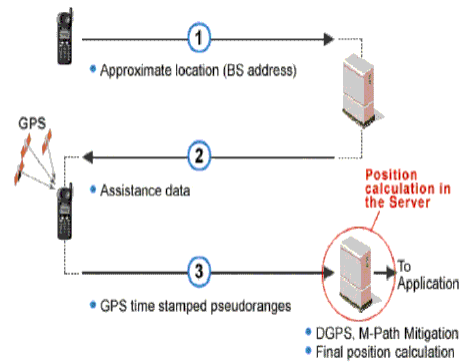 1
• Approximate location (BS address)
GPS
2
• Assistance data
Position
calculation in
the Server
3
To
Application
• GPS time stamped pseudoranges
• DGPS, M-Path Mitigation
• Final position calculation